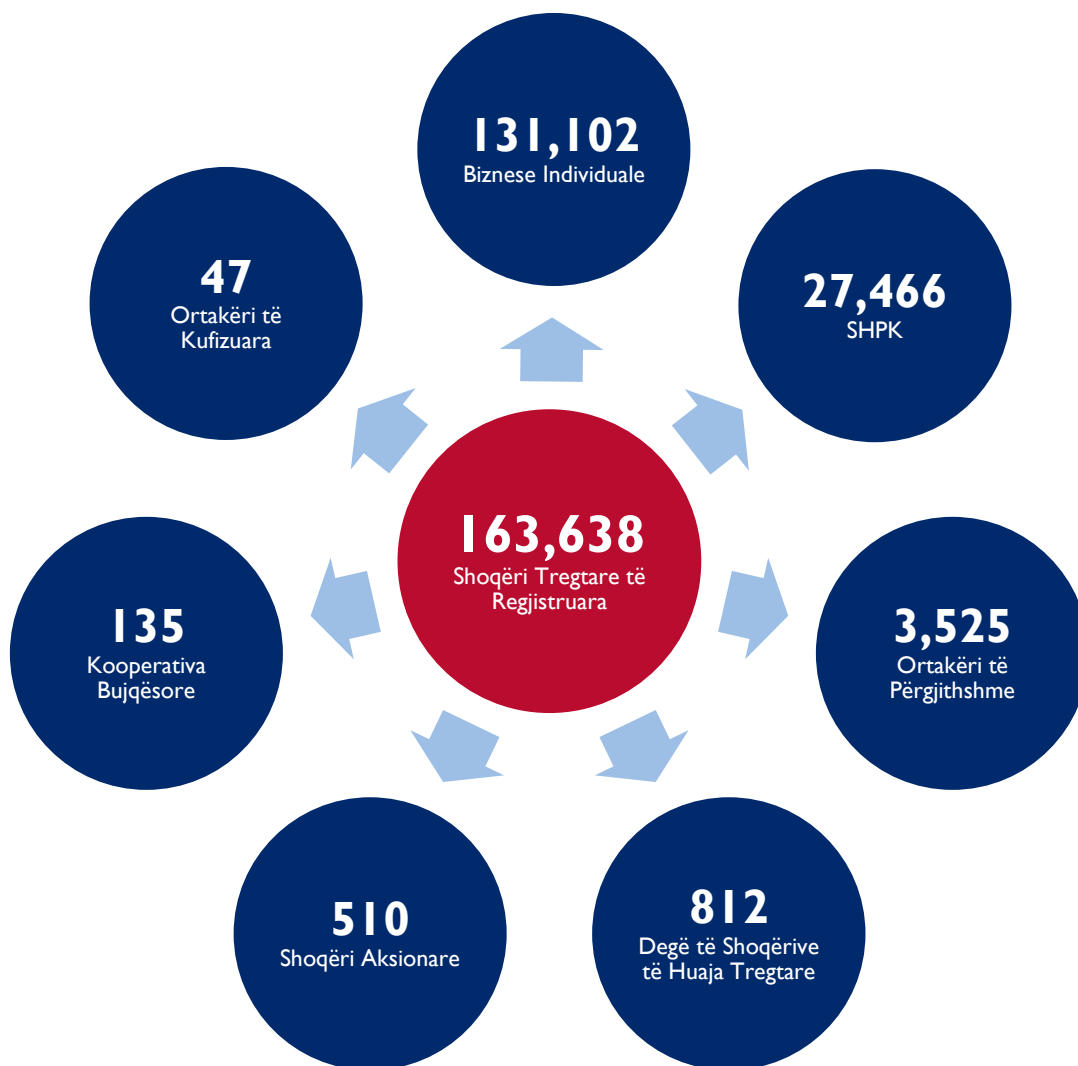 131,102
Biznese Individuale
27,466
SHPK
3,525
Ortakëri të
Përgjithshme
812
Degë të Shoqërive
të Huaja Tregtare
510
Shoqëri Aksionare
135
Kooperativa
Bujqësore
47
Ortakëri të
Kufizuara
163,638
Shoqëri Tregtare të
Regjistruara